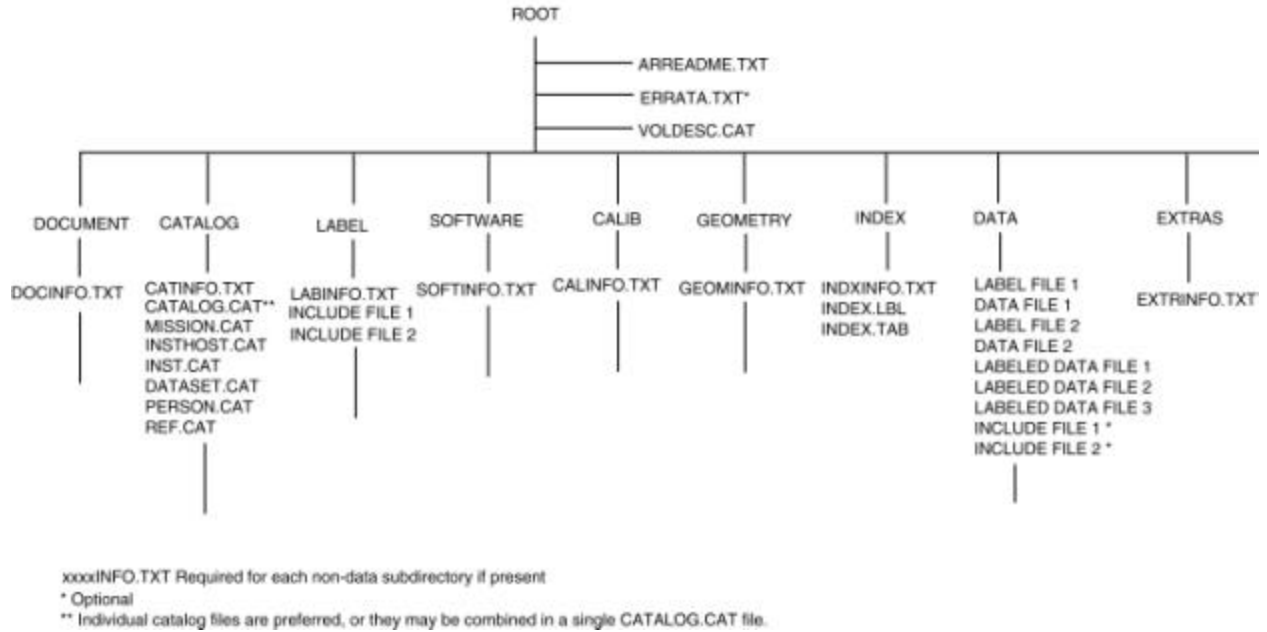 ROOT
ARREADME.TXT
ERRATA.TXT*
VOLDESC.CAT
DOCUMENT
DOCINFO.TXT
CATALOG
CATINFO.TXT
CATALOG.CAT**
MISSION.CAT
INSTHOST.CAT
INST.CAT
DATASET.CAT
PERSON.CAT
REF.CAT
LABEL
LABINFO.TXT
INCLUDE FILE 1
INCLUDE FILE 2
SOFTWARE
SOFTINFO.TXT
CALIB
CALINFO.TXT
GEOMETRY
GEOMINFO.TXT
INDEX
INDXINFO.TXT
INDEX.LBL
INDEX.TAB
DATA
LABEL FILE 1
DATA FILE 1
LABEL FILE 2
DATA FILE 2
LABELED DATA FILE 1
LABELED DATA FILE 2
LABELED DATA FILE 3
INCLUDE FILE 1 *
INCLUDE FILE 2 *
EXTRAS
EXTRINFO.TXT
xxxxINFO.TXT Required for each non-data subdirectory if present
* Optional
** Individual catalog files are preferred, or they may be combined in a single CATALOG.CAT file.